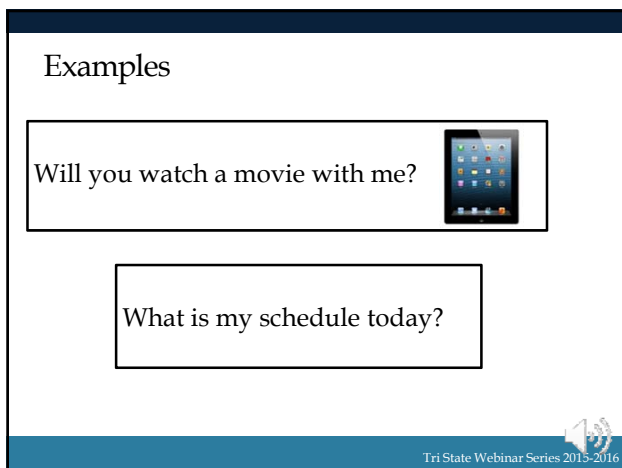 Examples
Will you watch a movie with me?
What is my schedule today?
Tri State Webinar Series 2015-2016